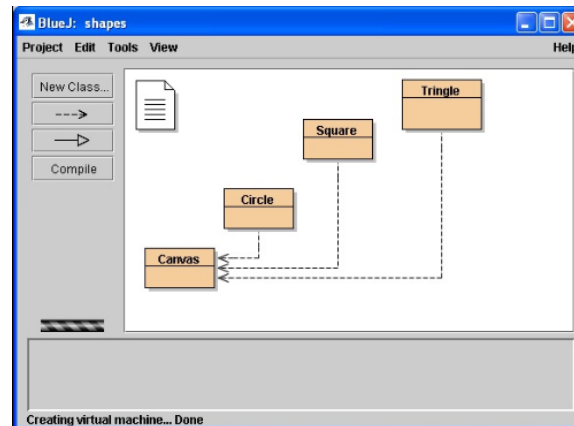 BlueJ: shapes
Project Edit Tools View Help
New Class...
Compile
Tringle
Square
Circle
Canvas
Creating virtual machine... Done